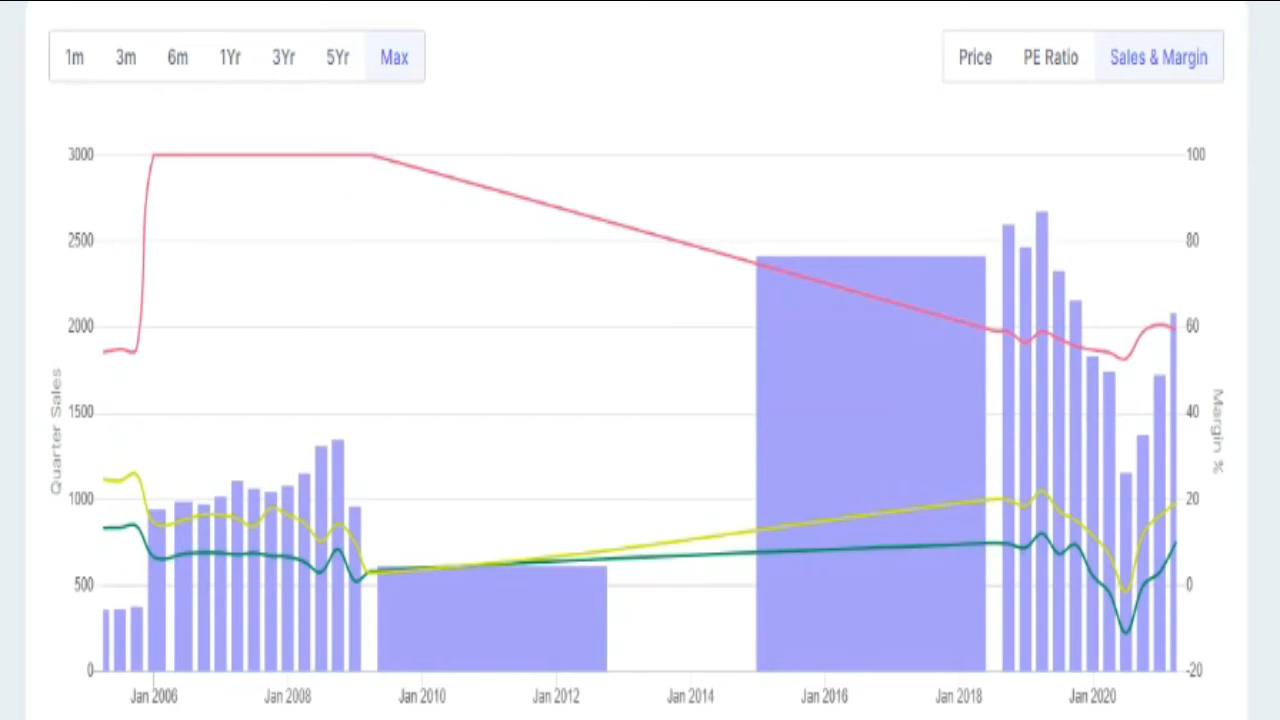 1m 3m 6m 1Yr 3Yr 5Yr Max Price PE Ratio Sales & Margin
3000 100
2500 80
2000 60
1500 40
1000 20
500 0
0 -20
Quarter Sales
Margin %
Jan 2006 Jan 2008 Jan 2010 Jan 2012 Jan 2014 Jan 2016 Jan 2018 Jan 2020